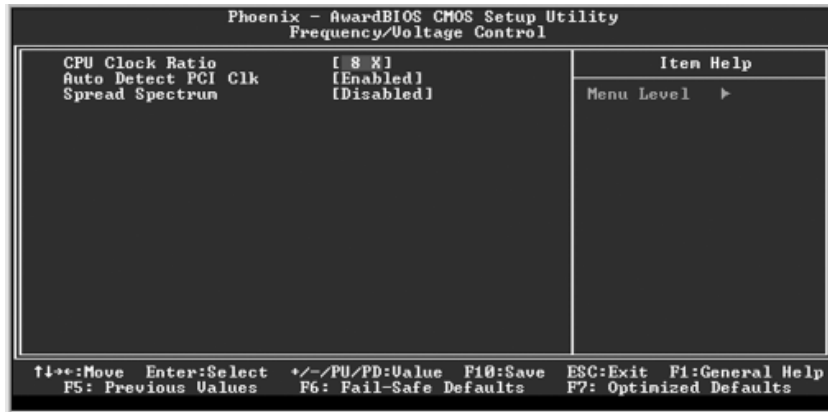 Phoenix - AwardBIOS CMOS Setup Utility
Frequency/Voltage Control
CPU Clock Ratio [ 8 X]
Auto Detect PCI Clk [Enabled]
Spread Spectrum [Disabled]
Item Help
Menu Level ►
↑↓→←:Move Enter:Select +/-/PU/PD:Value F10:Save ESC:Exit F1:General Help
F5: Previous Values F6: Fail-Safe Defaults F7: Optimized Defaults